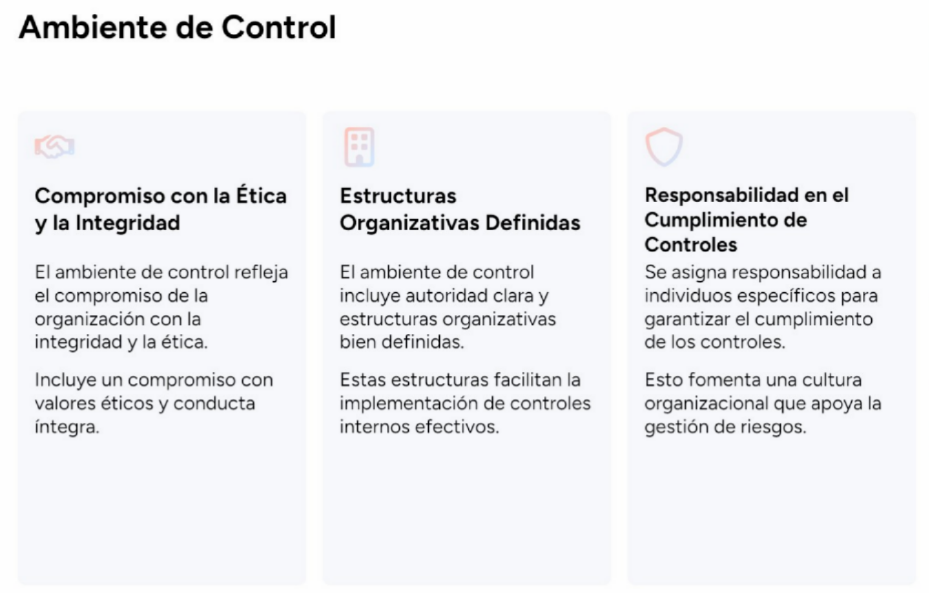 Ambiente de Control
Compromiso con la Ética
y la Integridad
El ambiente de control refleja
el compromiso de la
organización con la
integridad y la ética.
Incluye un compromiso con
valores éticos y conducta
íntegra.
Estructuras
Organizativas Definidas
El ambiente de control
incluye autoridad clara y
estructuras organizativas
bien definidas.
Estas estructuras facilitan la
implementación de controles
internos efectivos.
Responsabilidad en el
Cumplimiento de
Controles
Se asigna responsabilidad a
individuos específicos para
garantizar el cumplimiento
de los controles.
Esto fomenta una cultura
organizacional que apoya la
gestión de riesgos.